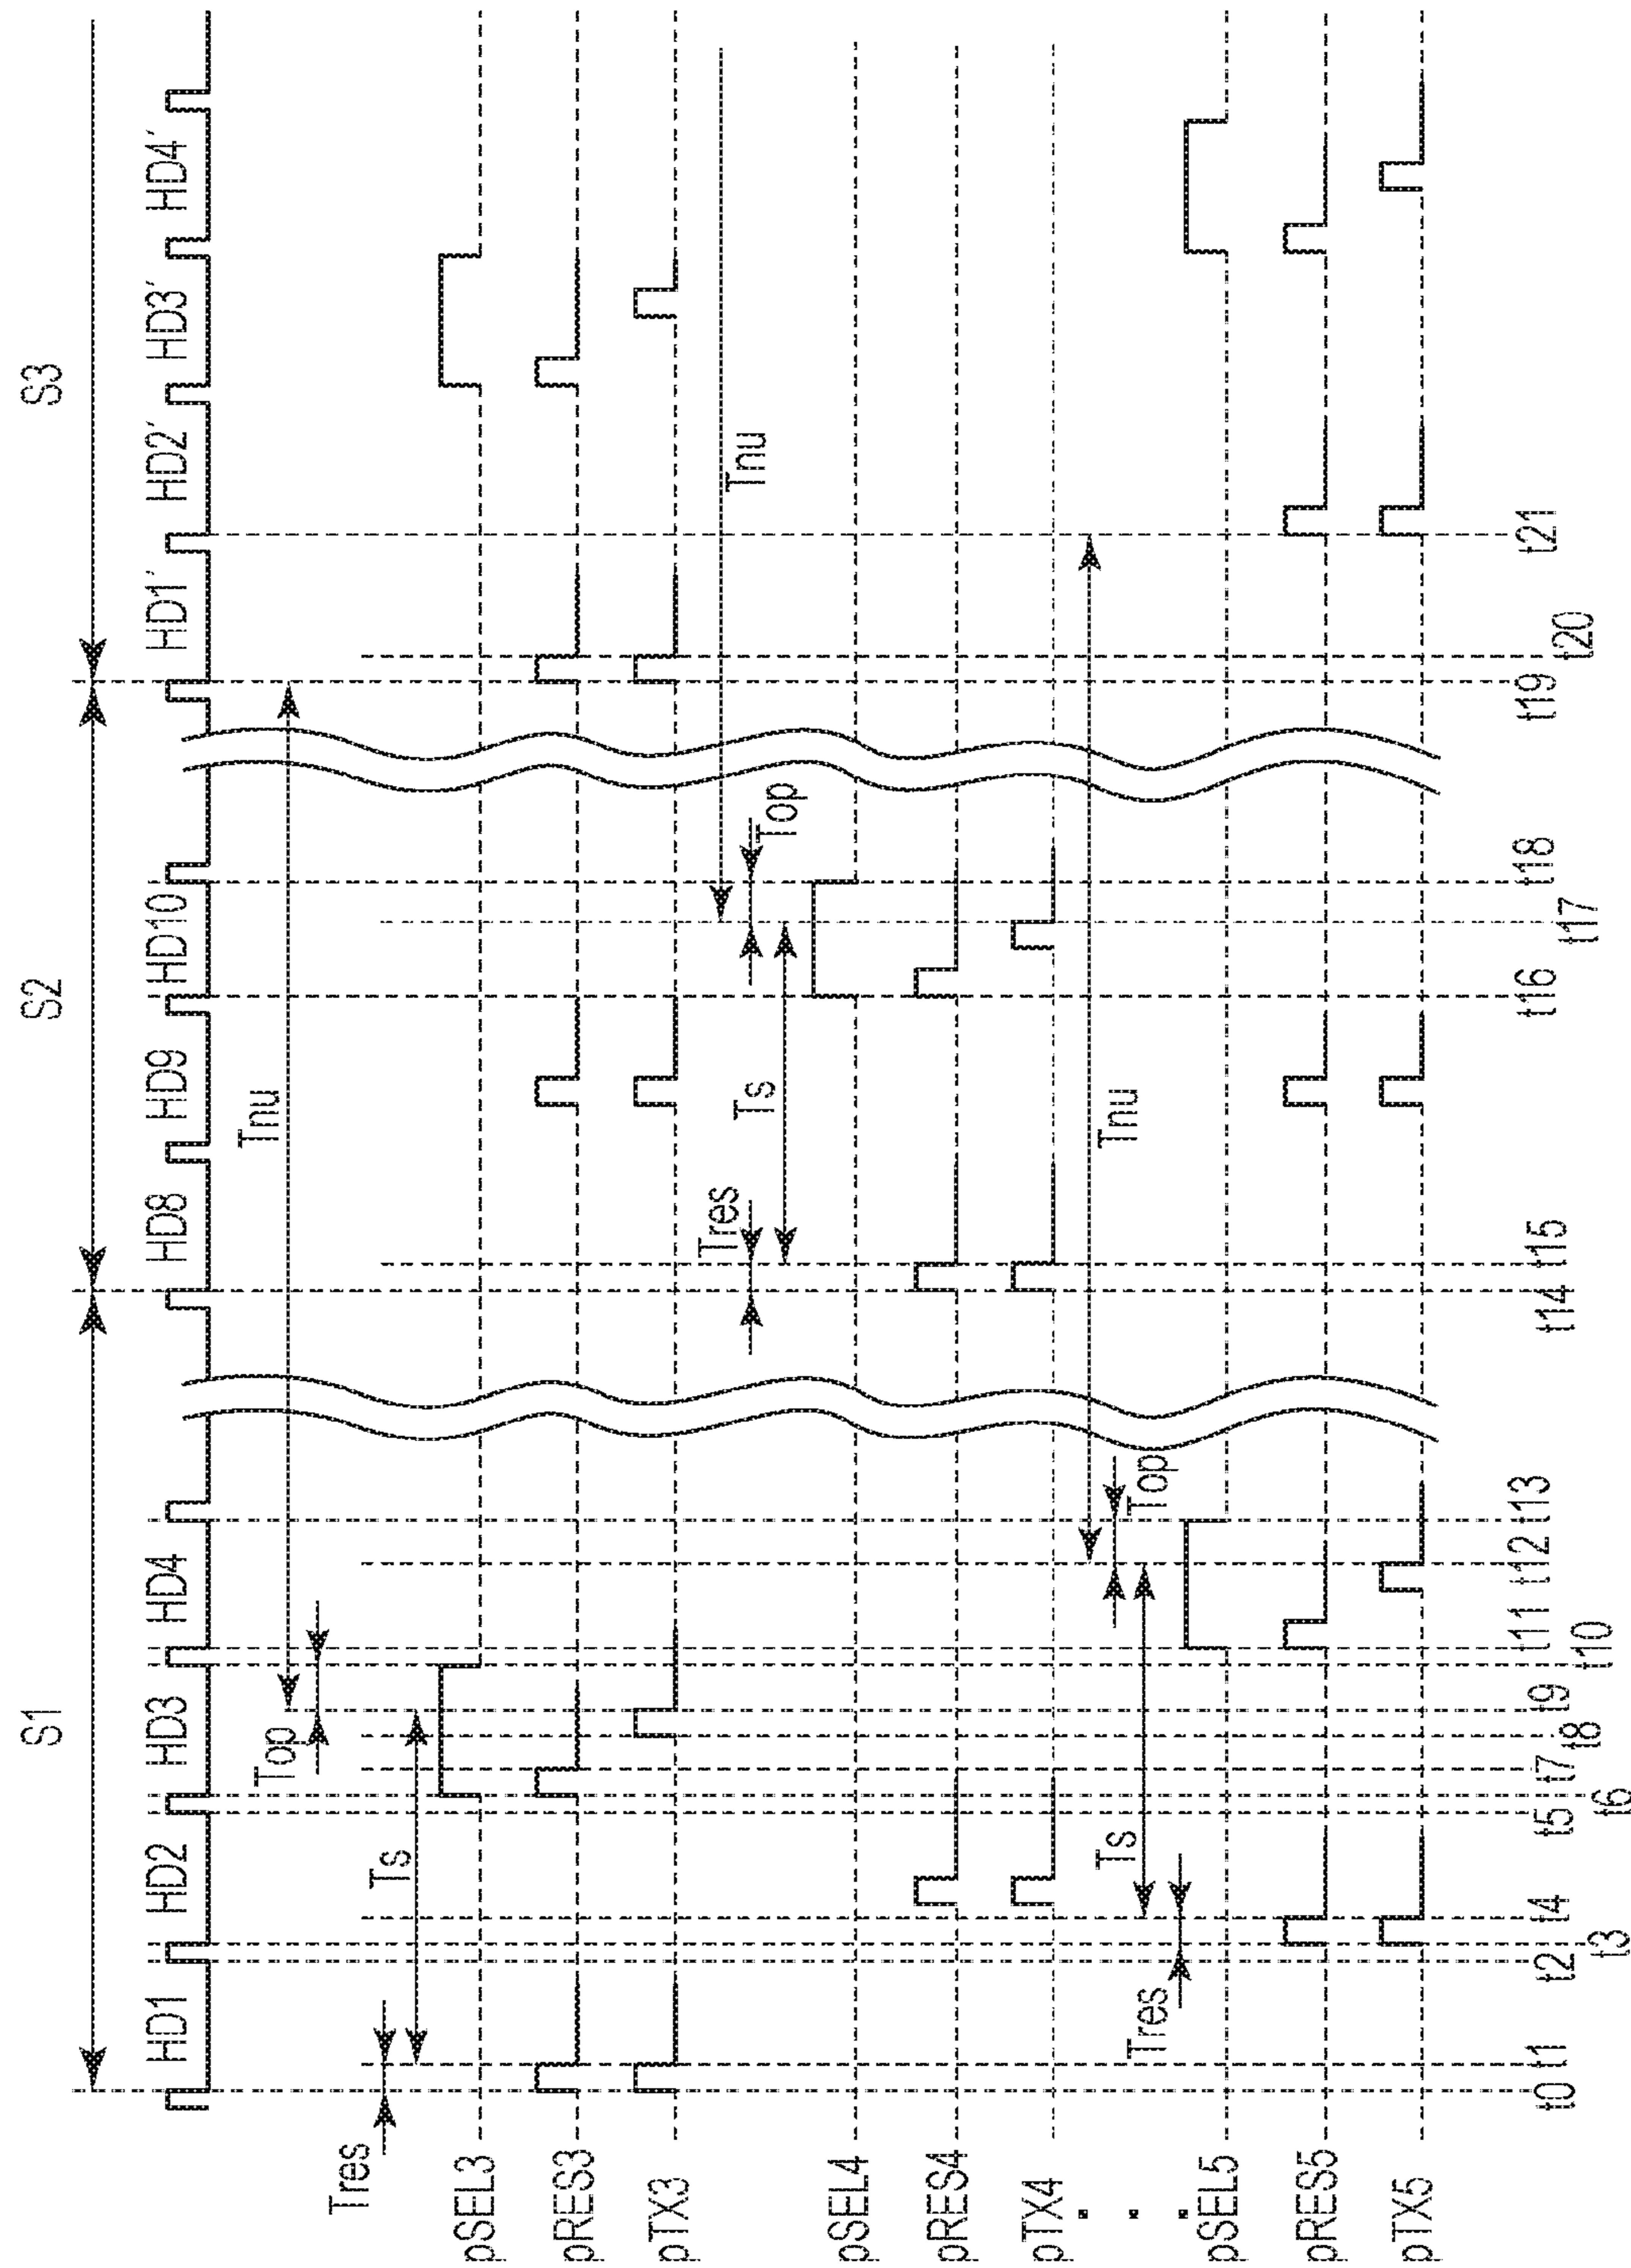 S1 S2 S3
HD1 HD2 HD3 HD4 HD8 HD9 HD10 HD1´ HD2´ HD3´ HD4´
Tnu
Top
Tres Ts
pSEL3
pRES3
pTX3
Tnu
Tres Top
Ts
pSEL4
pRES4
pTX4
. . .
Tnu
Top
Ts
Tres
pSEL5
pRES5
pTX5
t0 t1 t2 t3 t4 t5 t6 t7 t8 t9 t10 t11 t12 t13 t14 t15 t16 t17 t18 t19 t20 t21